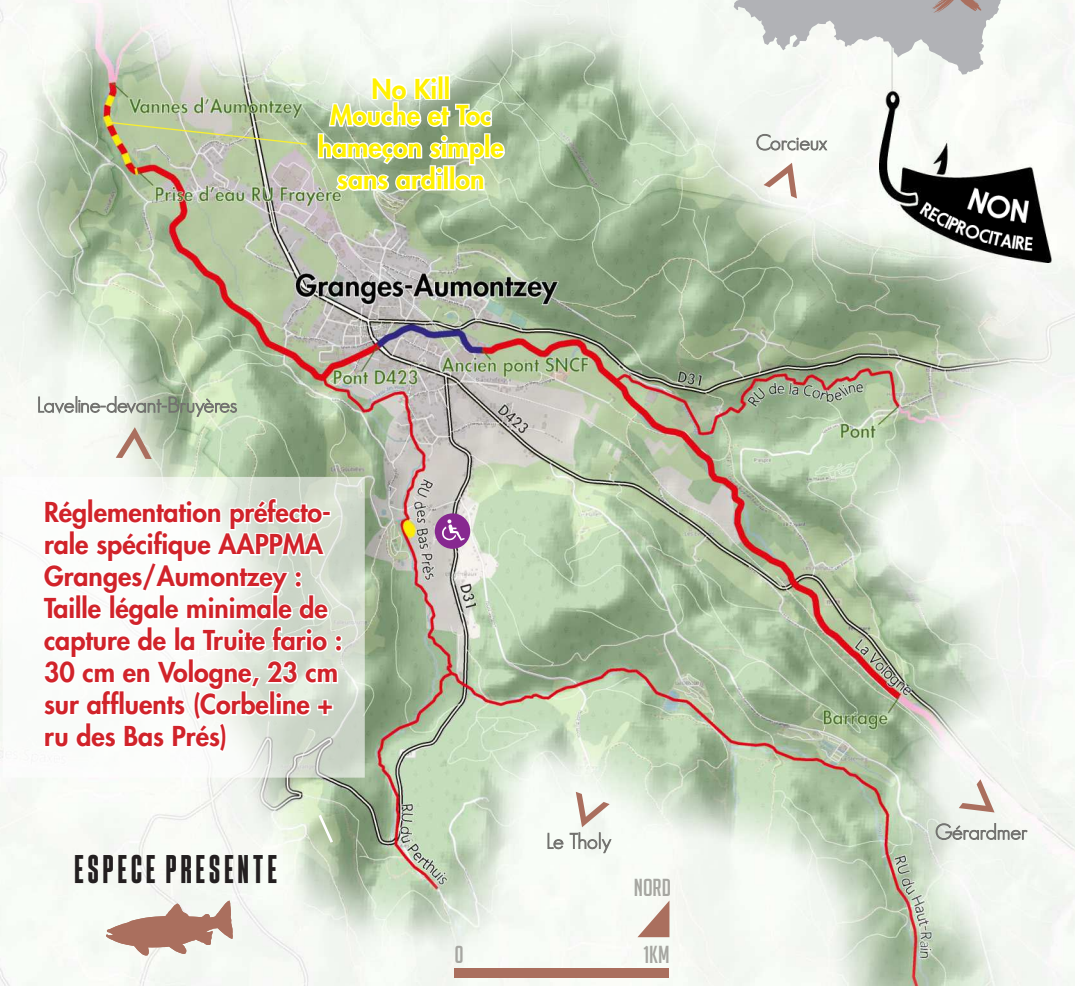 No Kill
Mouche et Toc
hameçon simple
sans ardillon
Vannes d'Aumontzey
Corcieux
Prise d'eau RU Frayère
NON
RECIPROCITAIRE
Granges-Aumontzey
Pont D423
Ancien pont SNCF
D31
RU de la Corbeline
Laveline-devant-Bruyères
D423
Pont
RU des Bas Près
D31
Réglementation préfecto-
rale spécifique AAPPMA
Granges/Aumontzey :
Taille légale minimale de
capture de la Truite fario :
30 cm en Vologne, 23 cm
sur affluents (Corbeline +
ru des Bas Prés)
La Vologne
Barrage
Gérardmer
Le Tholy
RU du Perthuis
RU du Haut-Rain
ESPECE PRESENTE
NORD
0 1KM